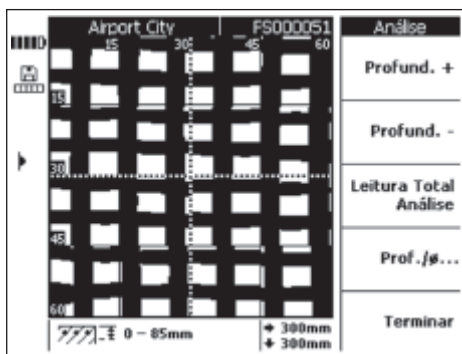 Airport City FS000051 Análise
15 30 45 60
Profund. +
15
Profund. -
30
Leitura Total
Análise
45
Prof./ø...
60
Terminar
0 - 85mm
300mm
300mm